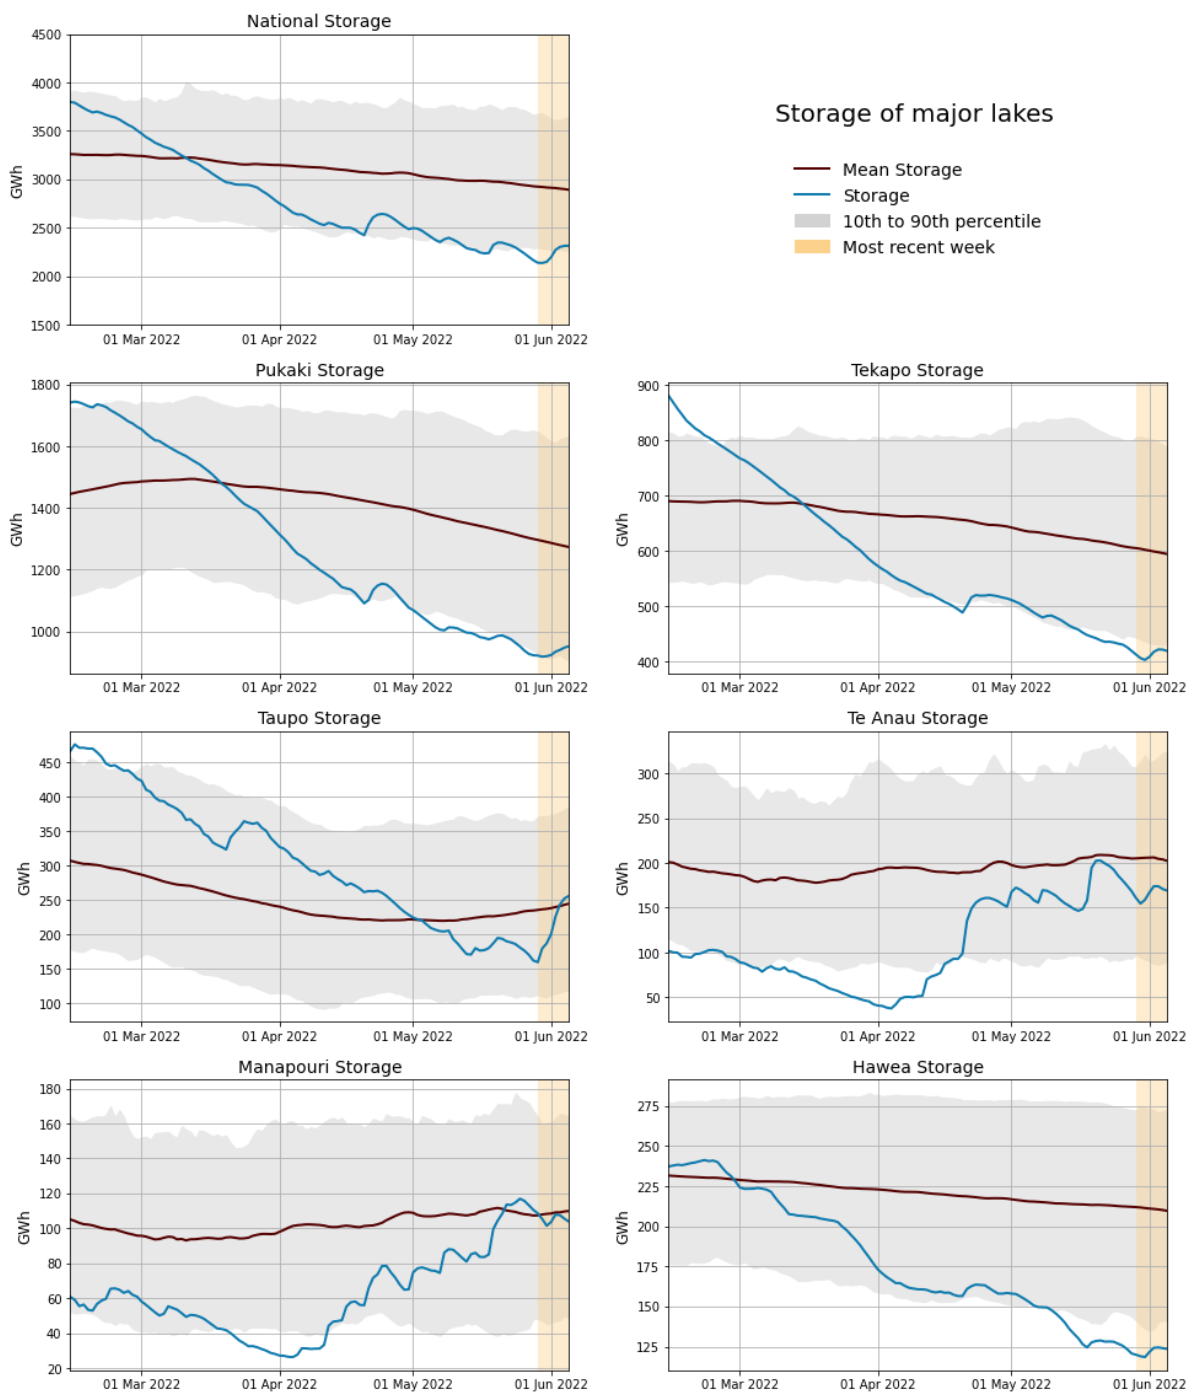 National Storage
4500
4000
3500
3000
2500
2000
1500
GWh
01 Mar 2022 01 Apr 2022 01 May 2022 01 Jun 2022
Storage of major lakes
Mean Storage
Storage
10th to 90th percentile
Most recent week
Pukaki Storage
1800
1600
1400
1200
1000
GWh
01 Mar 2022 01 Apr 2022 01 May 2022 01 Jun 2022
Tekapo Storage
900
800
700
600
500
400
GWh
01 Mar 2022 01 Apr 2022 01 May 2022 01 Jun 2022
Taupo Storage
450
400
350
300
250
200
150
100
GWh
01 Mar 2022 01 Apr 2022 01 May 2022 01 Jun 2022
Te Anau Storage
300
250
200
150
100
50
GWh
01 Mar 2022 01 Apr 2022 01 May 2022 01 Jun 2022
Manapouri Storage
180
160
140
120
100
80
60
40
20
GWh
01 Mar 2022 01 Apr 2022 01 May 2022 01 Jun 2022
Hawea Storage
275
250
225
200
175
150
125
GWh
01 Mar 2022 01 Apr 2022 01 May 2022 01 Jun 2022